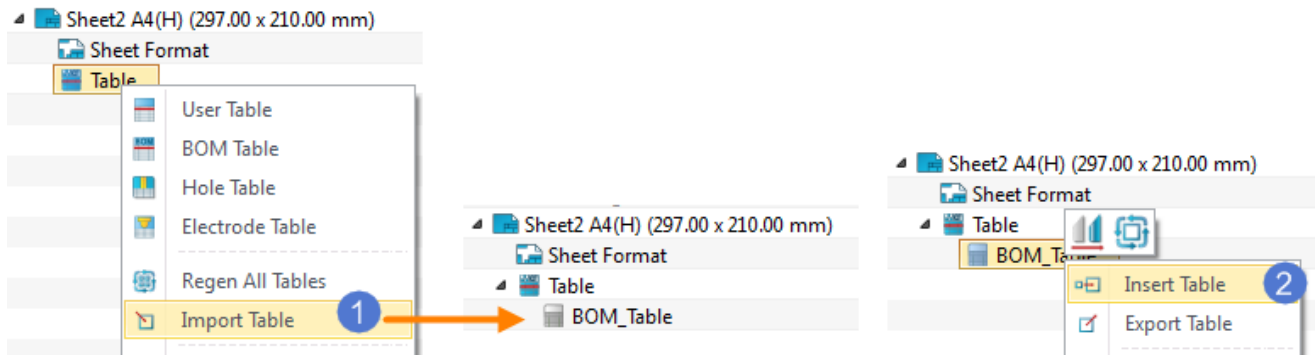 Sheet2 A4(H) (297.00 x 210.00 mm)
Sheet Format
Table
User Table
BOM Table
Hole Table
Electrode Table
Regen All Tables
Import Table
1
Sheet2 A4(H) (297.00 x 210.00 mm)
Sheet Format
Table
BOM_Table
Sheet2 A4(H) (297.00 x 210.00 mm)
Sheet Format
Table
BOM_Table
Insert Table
2
Export Table